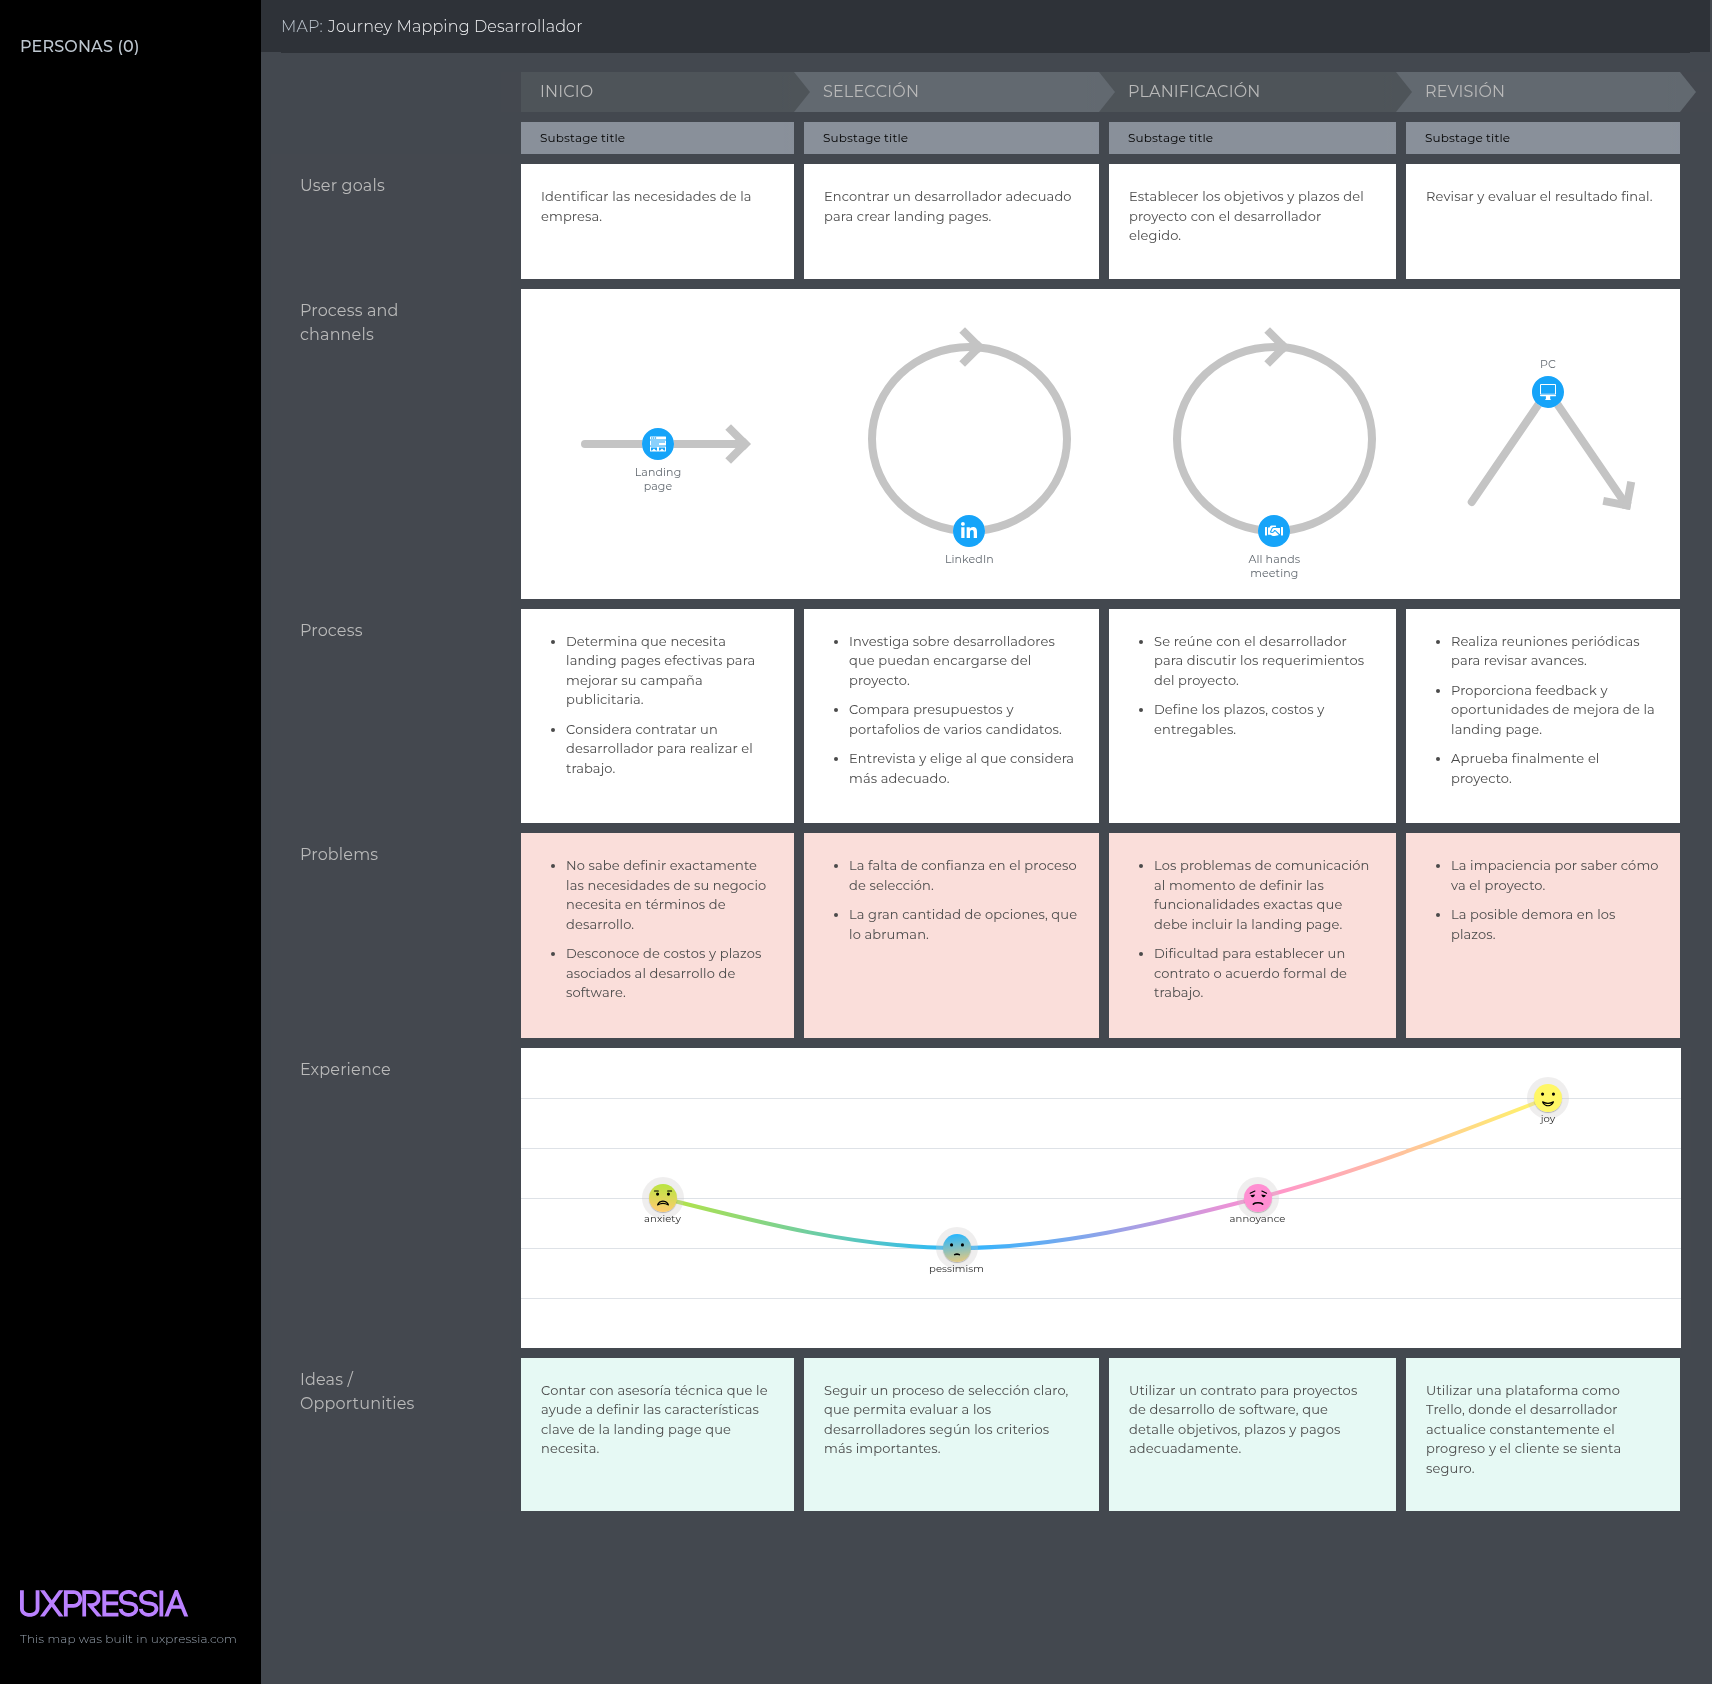 PERSONAS (0)
MAP: Journey Mapping Desarrollador
INICIO
SELECCIÓN
PLANIFICACIÓN
REVISIÓN
Substage title
Substage title
Substage title
Substage title
User goals
Identificar las necesidades de la
empresa.
Encontrar un desarrollador adecuado
para crear landing pages.
Establecer los objetivos y plazos del
proyecto con el desarrollador
elegido.
Revisar y evaluar el resultado final.
Process and
channels
Landing
page
LinkedIn
All hands
meeting
PC
Process
• Determina que necesita
landing pages efectivas para
mejorar su campaña
publicitaria.
• Considera contratar un
desarrollador para realizar el
trabajo.
• Investiga sobre desarrolladores
que puedan encargarse del
proyecto.
• Compara presupuestos y
portafolios de varios candidatos.
• Entrevista y elige al que considera
más adecuado.
• Se reúne con el desarrollador
para discutir los requerimientos
del proyecto.
• Define los plazos, costos y
entregables.
• Realiza reuniones periódicas
para revisar avances.
• Proporciona feedback y
oportunidades de mejora de la
landing page.
• Aprueba finalmente el
proyecto.
Problems
• No sabe definir exactamente
las necesidades de su negocio
necesita en términos de
desarrollo.
• Desconoce de costos y plazos
asociados al desarrollo de
software.
• La falta de confianza en el proceso
de selección.
• La gran cantidad de opciones, que
lo abruman.
• Los problemas de comunicación
al momento de definir las
funcionalidades exactas que
debe incluir la landing page.
• Dificultad para establecer un
contrato o acuerdo formal de
trabajo.
• La impaciencia por saber cómo
va el proyecto.
• La posible demora en los
plazos.
Experience
anxiety
pessimism
annoyance
joy
Ideas /
Opportunities
Contar con asesoría técnica que le
ayude a definir las características
clave de la landing page que
necesita.
Seguir un proceso de selección claro,
que permita evaluar a los
desarrolladores según los criterios
más importantes.
Utilizar un contrato para proyectos
de desarrollo de software, que
detalle objetivos, plazos y pagos
adecuadamente.
Utilizar una plataforma como
Trello, donde el desarrollador
actualice constantemente el
progreso y el cliente se sienta
seguro.
UXPRESSIA
This map was built in uxpressia.com